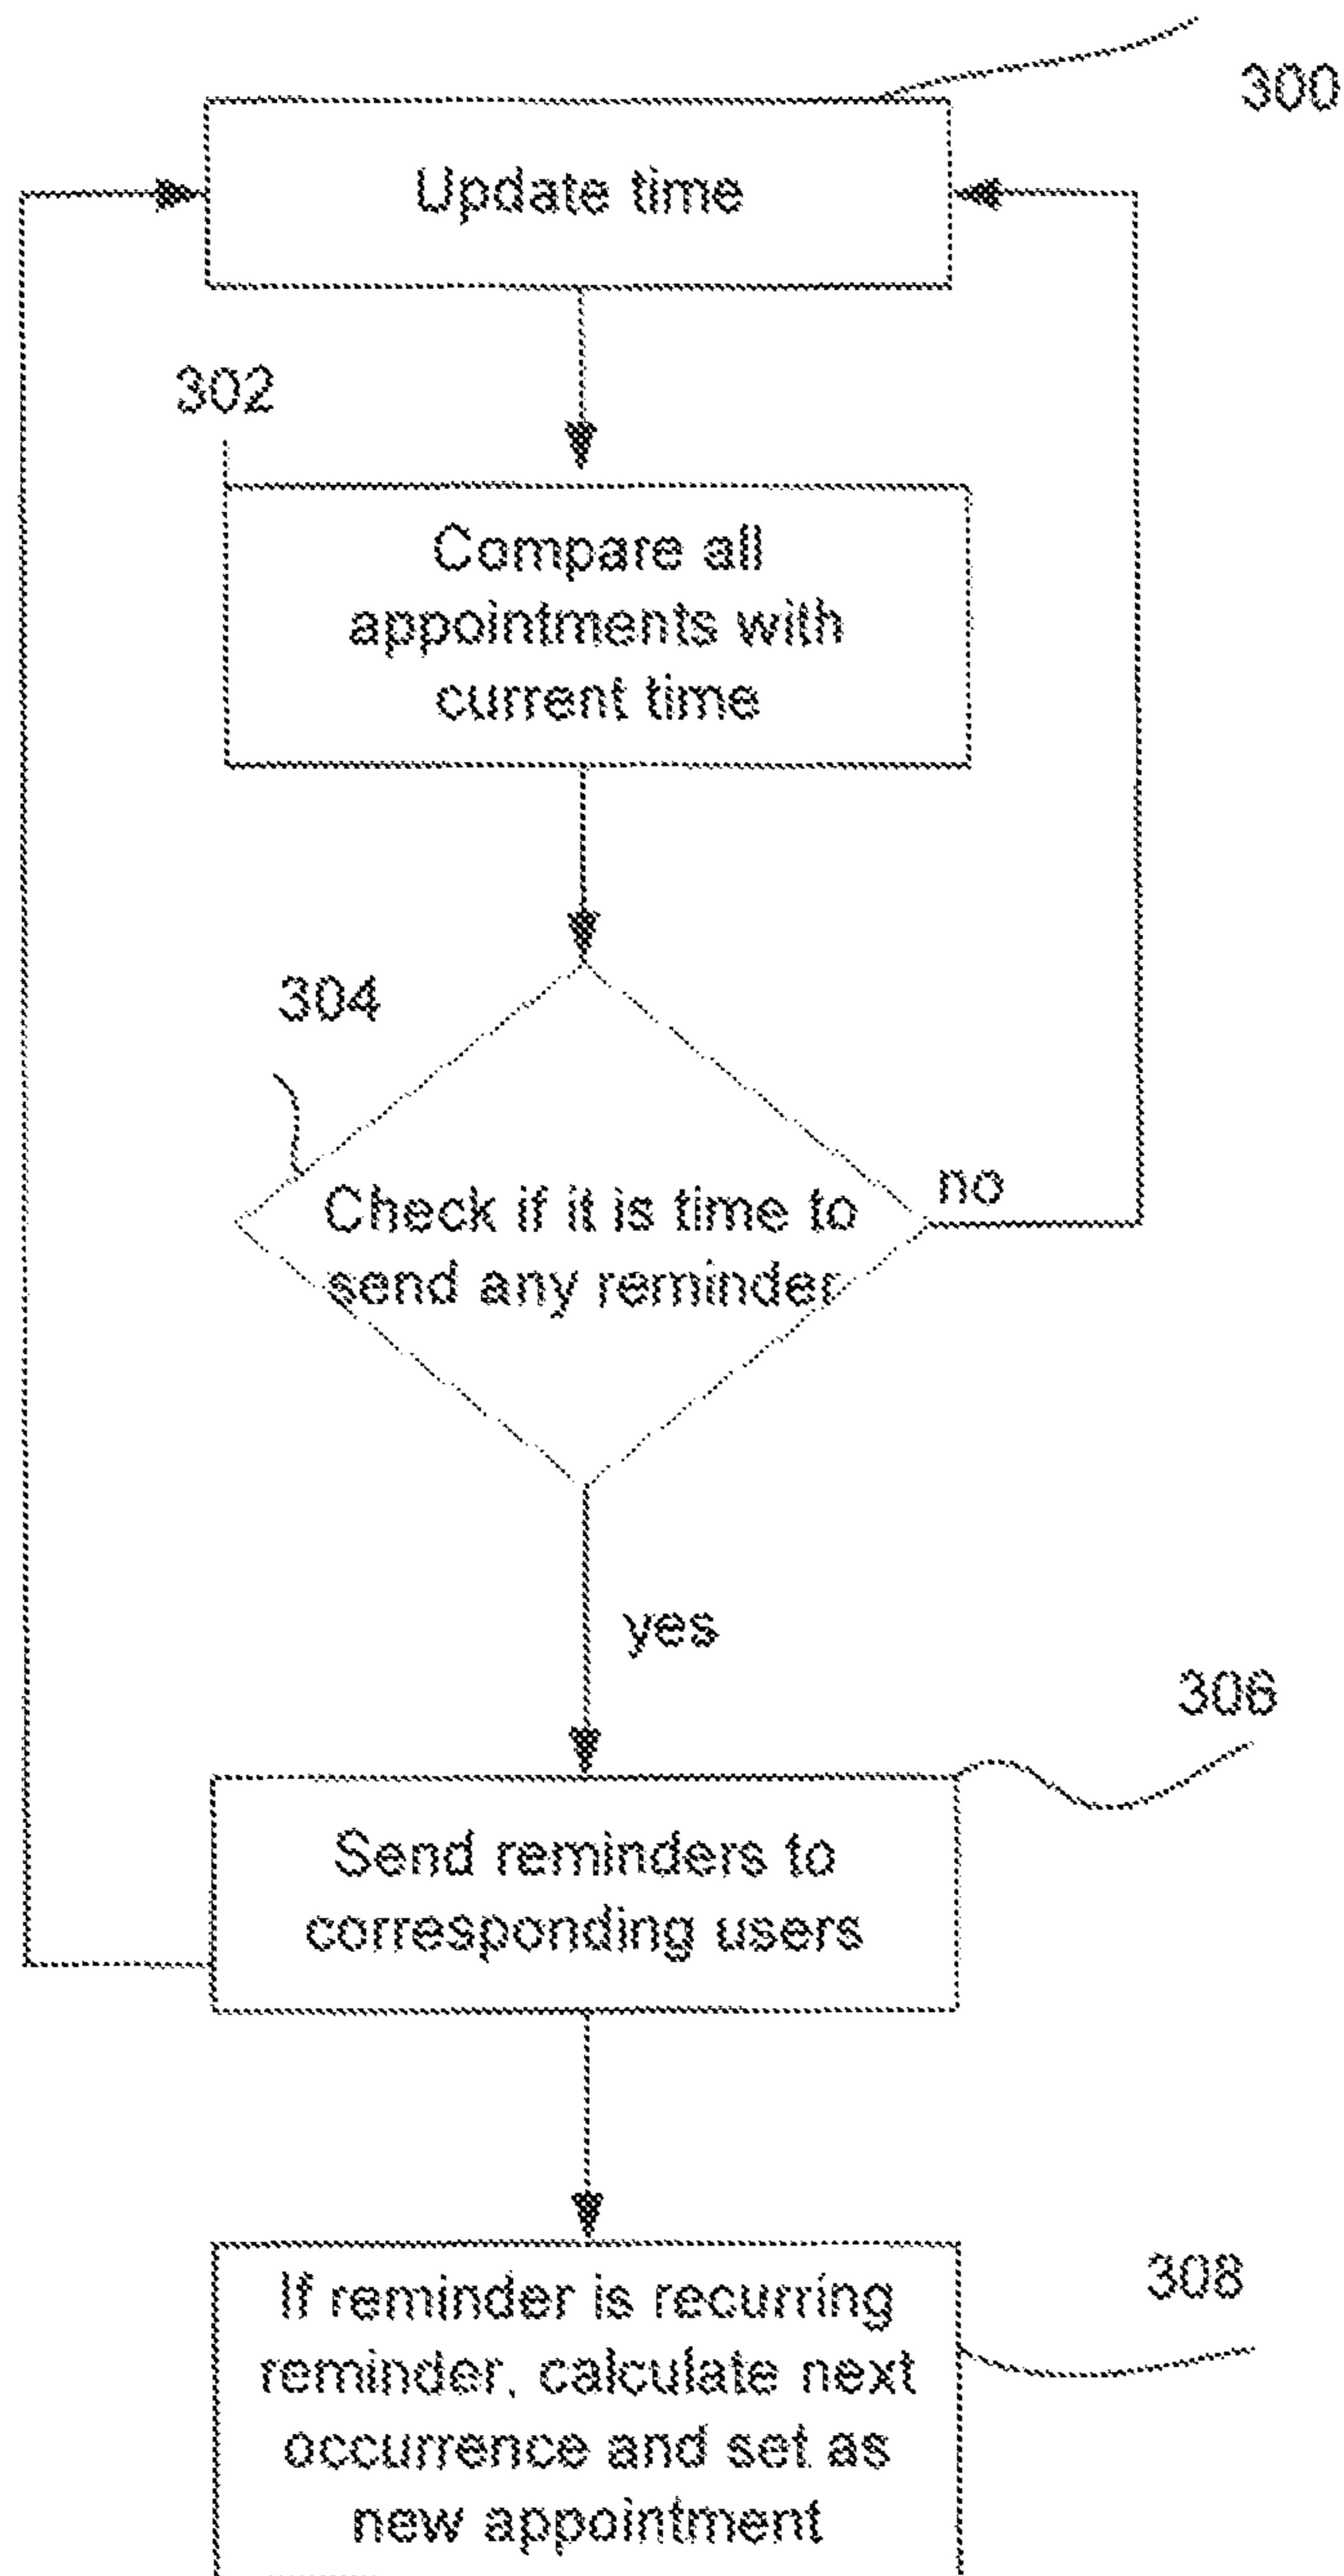 300
Update time
302
Compare all
appointments with
current time
304
Check if it is time to
send any reminder
no
yes
306
Send reminders to
corresponding users
308
If reminder is recurring
reminder, calculate next
occurrence and set as
new appointment